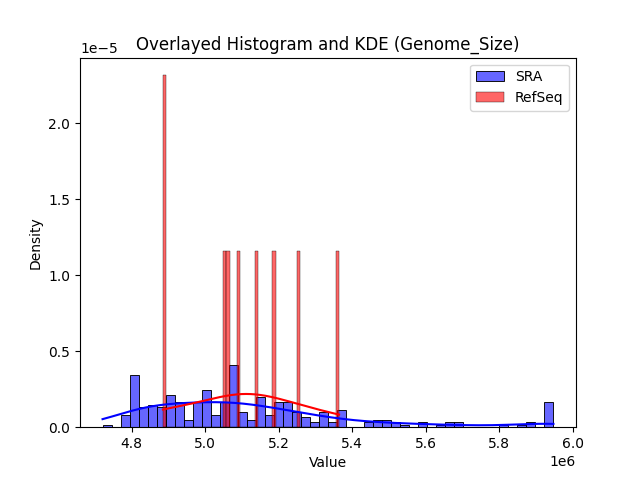 Overlayed Histogram and KDE (Genome_Size)
1e−5
SRA
RefSeq
2.0
1.5
1.0
0.5
0.0
Density
4.8 5.0 5.2 5.4 5.6 5.8 6.0
Value
1e6